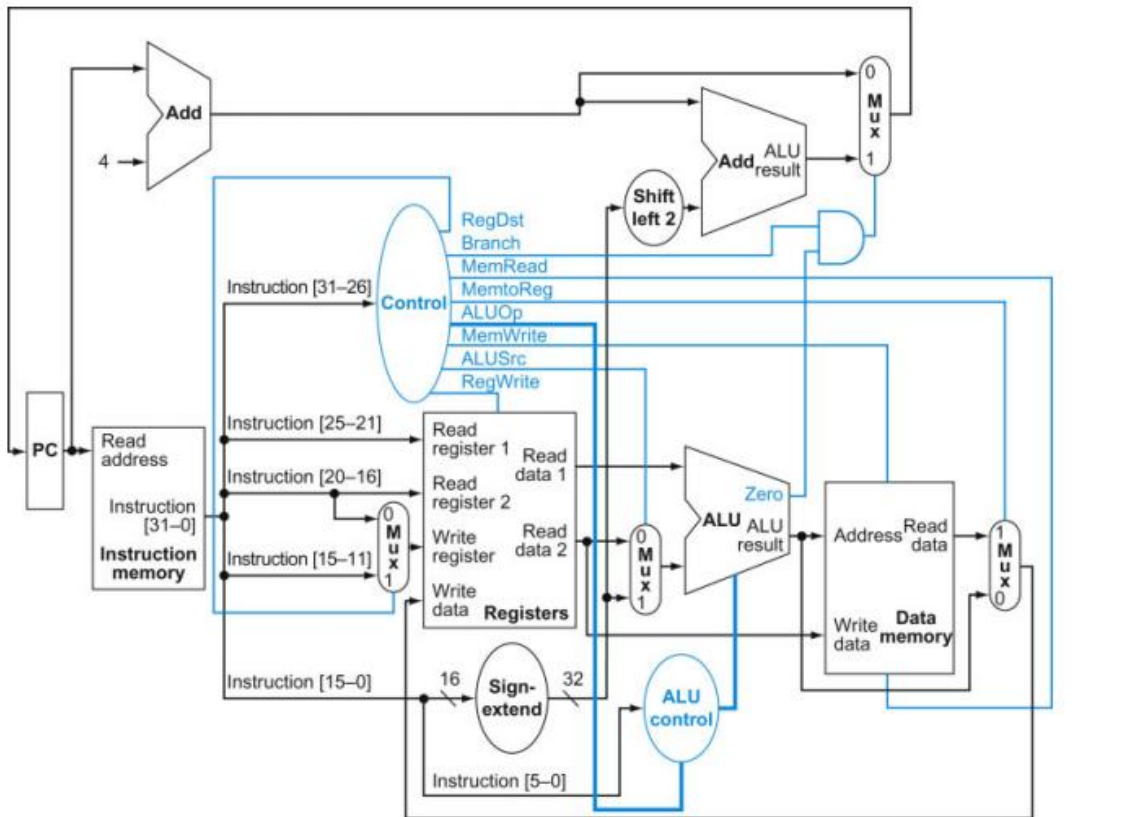 Add
4
0
Mux
1
Add
ALU
result
Shift
left 2
RegDst
Branch
MemRead
MemtoReg
ALUOp
MemWrite
ALUSrc
RegWrite
Control
Instruction [31–26]
Instruction [25–21]
Instruction [20–16]
Instruction [15–11]
Instruction [15–0]
Instruction [5–0]
PC
Read
address
Instruction
[31–0]
Instruction
memory
0
Mux
1
Read
register 1
Read
register 2
Write
register
Write
data
Read
data 1
Read
data 2
Registers
0
Mux
1
Zero
ALU
ALU
result
Address
Read
data
Write
data
Data
memory
1
Mux
0
16
Sign-
extend
32
ALU
control